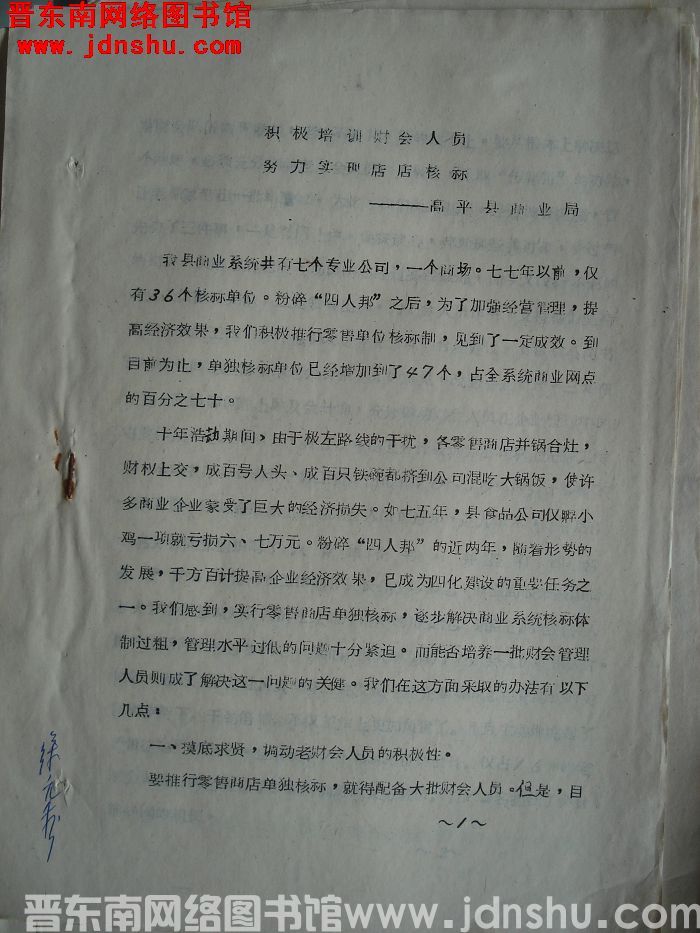 晋东南网络图书馆
www.jdnshu.com
积极培训财会人员
努力实现店店核祘
————高平县商业局
我县商业系统共有七个专业公司，一个商场。七七年以前，仅
有36个核祘单位。粉碎“四人邦”之后，为了加强经营管理，提
高经济效果，我们积极推行零售单位核祘制，见到了一定成效。到
目前为止，单独核祘单位已经增加到了47个，占全系统商业网点
的百分之七十。
十年浩劫期间，由于极左路线的干扰，各零售商店并锅合灶，
财权上交，成百号人头、成百只铁碗都挤到公司混吃大锅饭，使许
多商业企业蒙受了巨大的经济损失。如七五年，县食品公司仅孵小
鸡一项就亏损六、七万元。粉碎“四人邦”的近两年，随着形势的
发展，千方百计提高企业经济效果，已成为四化建设的重要任务之
一。我们感到，实行零售商店单独核祘，逐步解决商业系统核祘体
制过粗，管理水平过低的问题十分紧迫。而能否培养一批财会管理
人员则成了解决这一问题的关健。我们在这方面采取的办法有以下
几点：
一、摸底求贤，调动老财会人员的积极性。
要推行零售商店单独核祘，就得配备大批财会人员。但是，目
～1～
晋东南网络图书馆 www.jdnshu.com